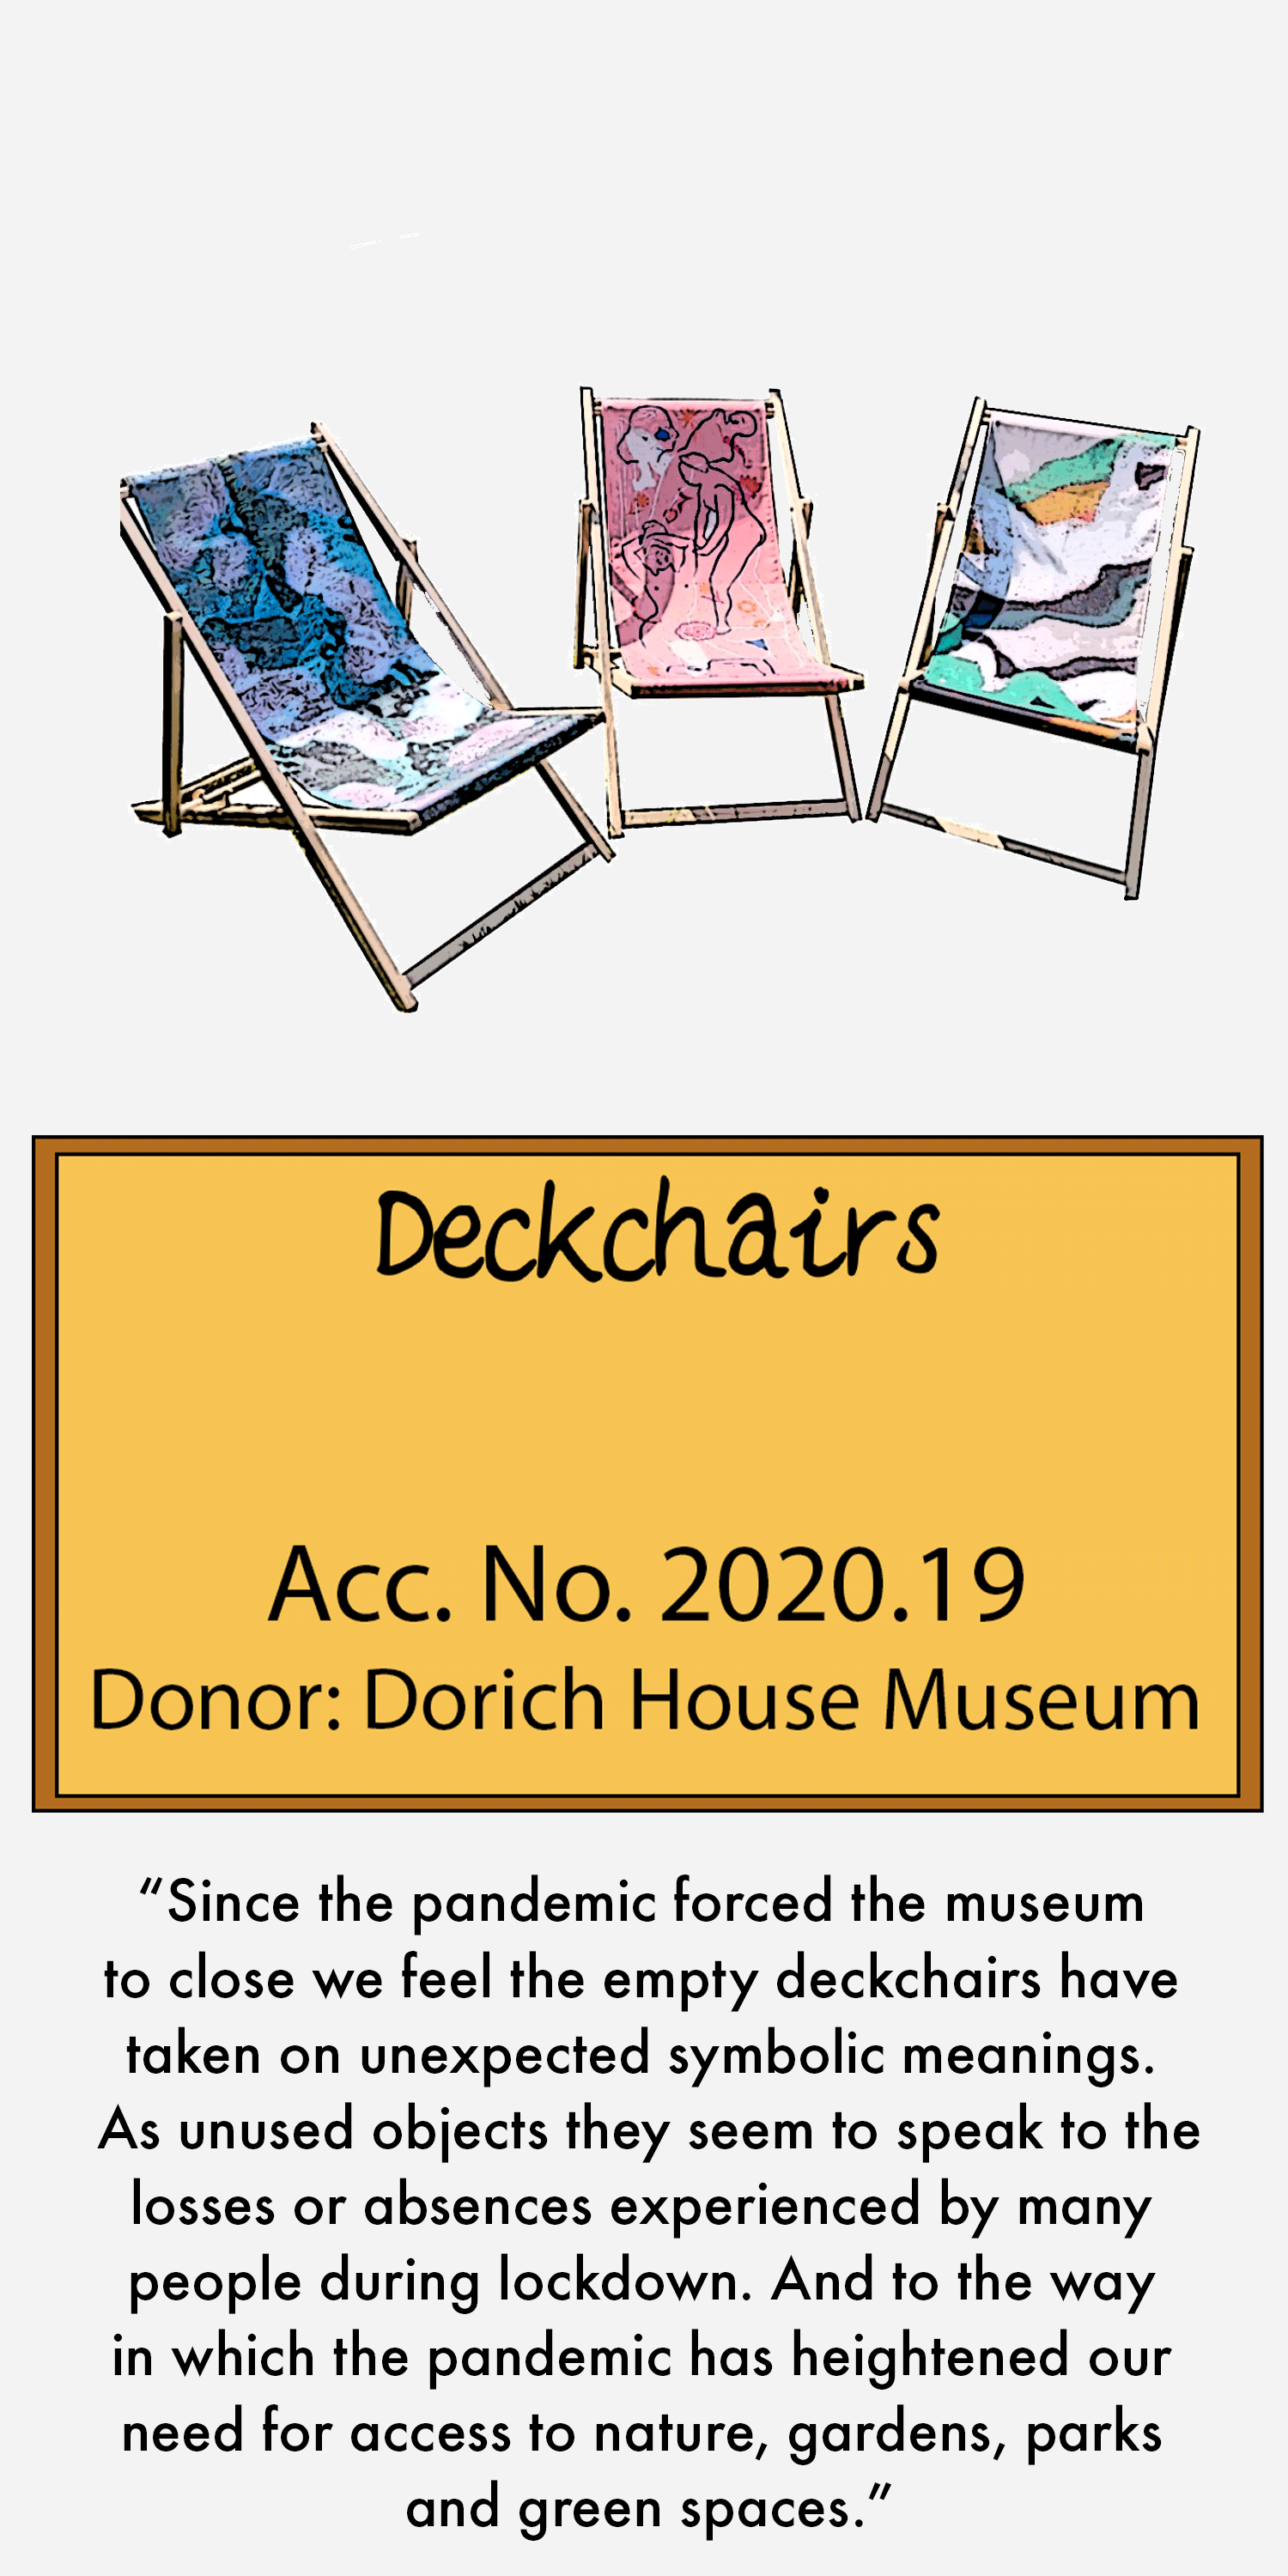 Deckchairs
Acc. No. 2020.19
Donor: Dorich House Museum
“Since the pandemic forced the museum
to close we feel the empty deckchairs have
taken on unexpected symbolic meanings.
As unused objects they seem to speak to the
losses or absences experienced by many
people during lockdown. And to the way
in which the pandemic has heightened our
need for access to nature, gardens, parks
and green spaces.”